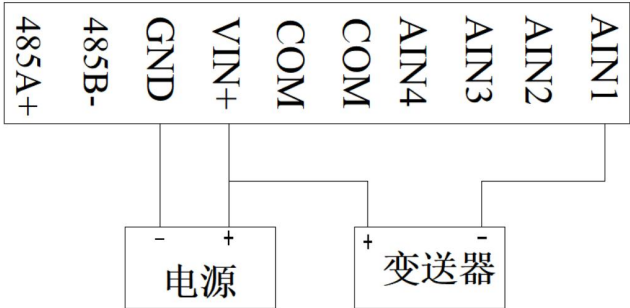 485A+
485B-
GND
VIN+
COM
COM
AIN4
AIN3
AIN2
AIN1
- +
电源
+ -
变送器